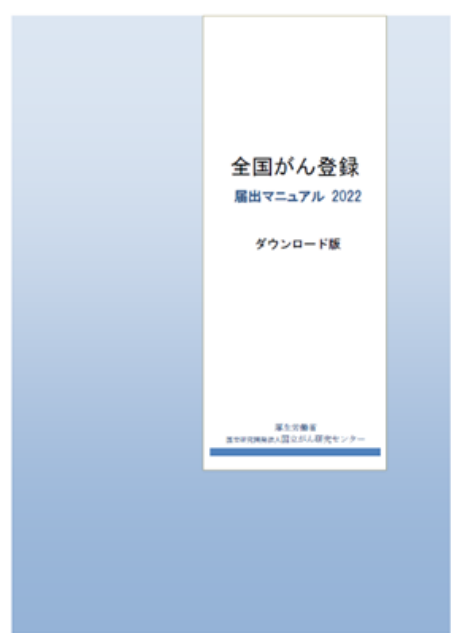 全国がん登録
届出マニュアル 2022
ダウンロード版
厚生労働省
国立研究開発法人国立がん研究センター